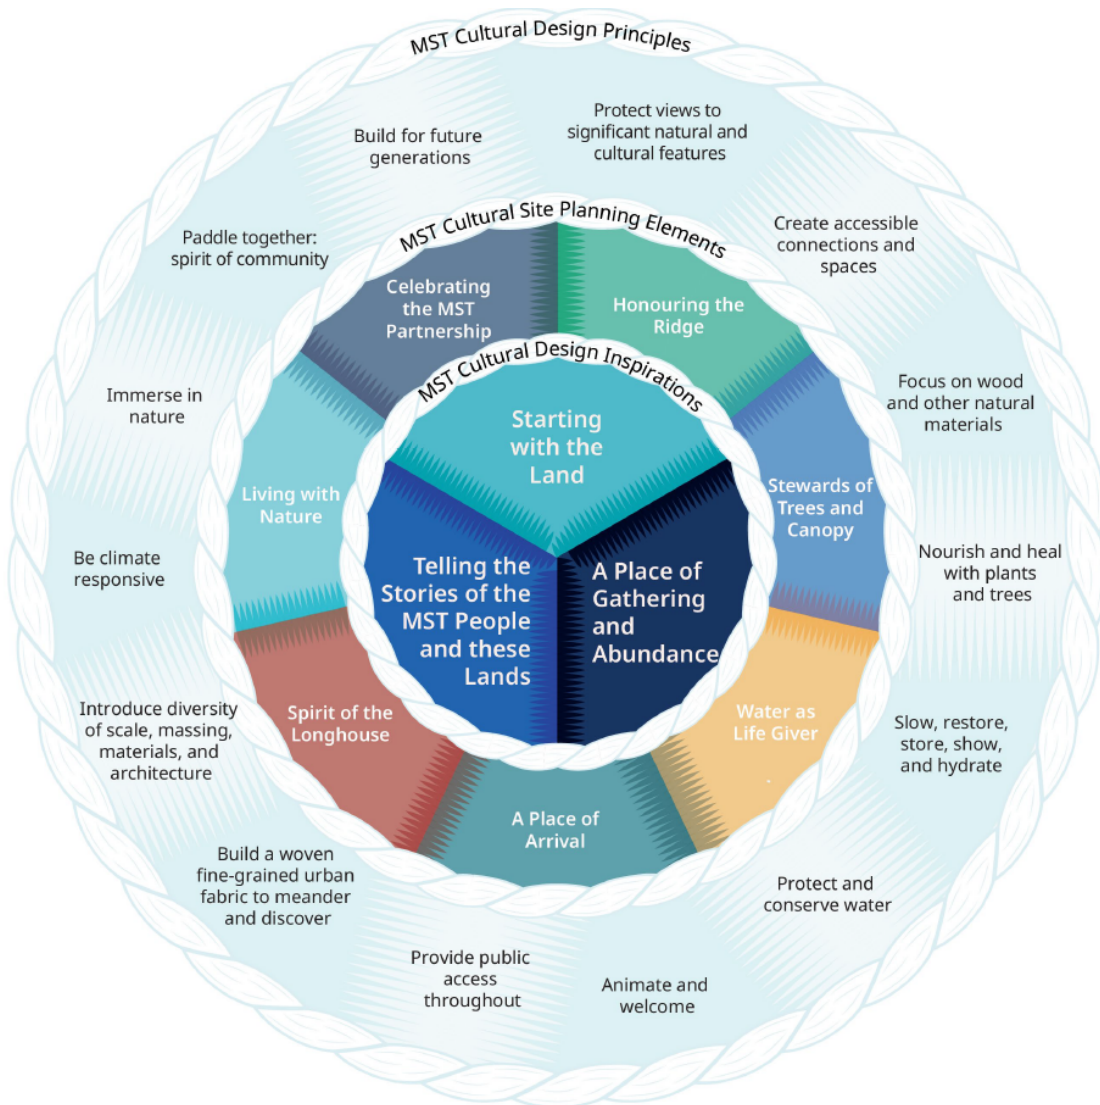 MST Cultural Design Principles
Protect views to
significant natural and
cultural features
Create accessible
connections and
spaces
Focus on wood
and other natural
materials
Nourish and heal
with plants
and trees
Slow, restore,
store, show,
and hydrate
Protect and
conserve water
Animate and
welcome
Provide public
access
throughout
Build a woven
fine-grained urban
fabric to meander
and discover
Introduce diversity
of scale, massing,
materials, and
architecture
Be climate
responsive
Immerse in
nature
Paddle together:
spirit of community
Build for future
generations
MST Cultural Site Planning Elements
Honouring the
Ridge
Stewards of
Trees and
Canopy
Water as
Life Giver
A Place of
Arrival
Spirit of the
Longhouse
Living with
Nature
Celebrating
the MST
Partnership
MST Cultural Design Inspirations
Starting
with the
Land
A Place of
Gathering
and
Abundance
Telling the
Stories of the
MST People
and these
Lands